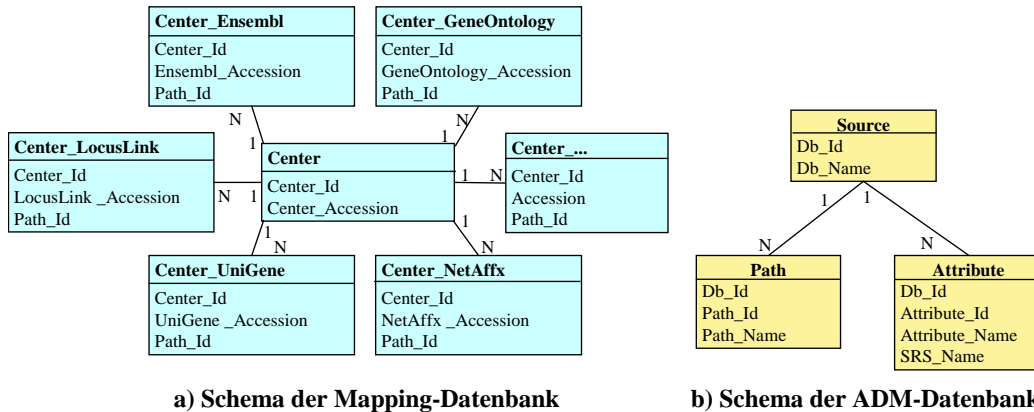 Center_Ensembl
Center_Id
Ensembl_Accession
Path_Id
Center_GeneOntology
Center_Id
GeneOntology_Accession
Path_Id
N
1
N
1
Center_LocusLink
Center_Id
LocusLink _Accession
Path_Id
N
1
Center
Center_Id
Center_Accession
1
N
Center_...
Center_Id
Accession
Path_Id
1
N
1
N
Center_UniGene
Center_Id
UniGene _Accession
Path_Id
Center_NetAffx
Center_Id
NetAffx _Accession
Path_Id
a) Schema der Mapping-Datenbank
Source
Db_Id
Db_Name
1
1
N
N
Path
Db_Id
Path_Id
Path_Name
Attribute
Db_Id
Attribute_Id
Attribute_Name
SRS_Name
b) Schema der ADM-Datenbank